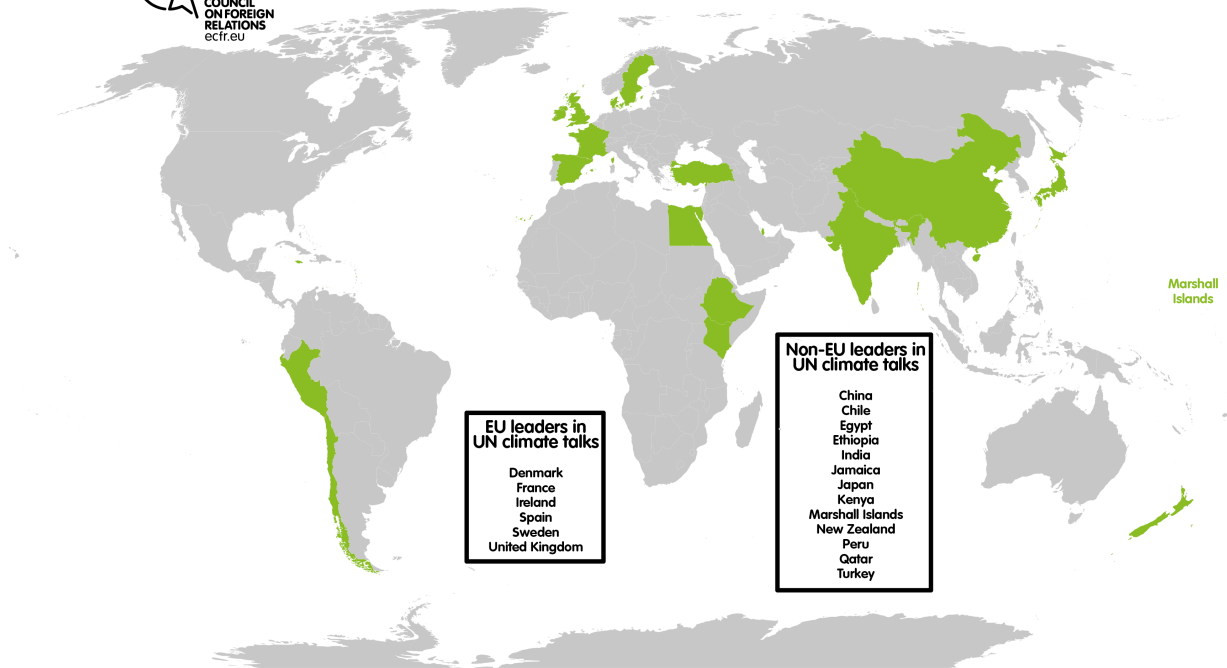 COUNCIL
ON FOREIGN
RELATIONS
ecfr.eu
Marshall
Islands
Non-EU leaders in
UN climate talks
China
Chile
Egypt
Ethiopia
India
Jamaica
Japan
Kenya
Marshall Islands
New Zealand
Peru
Qatar
Turkey
EU leaders in
UN climate talks
Denmark
France
Ireland
Spain
Sweden
United Kingdom